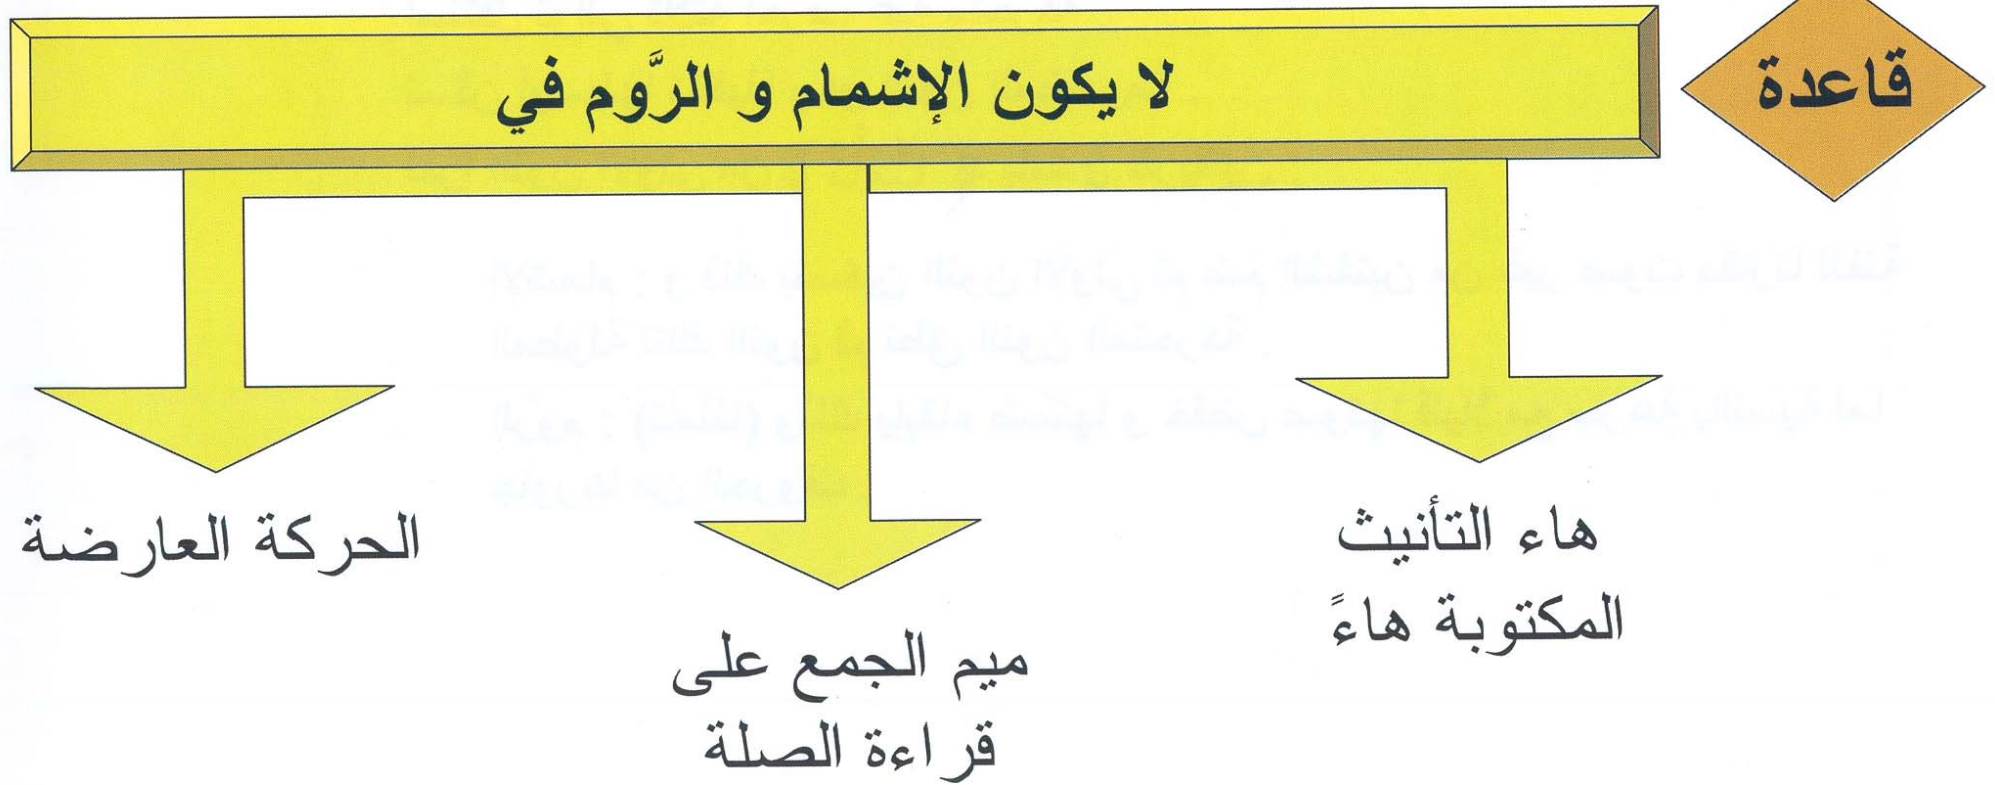 قاعدة
لا يكون الإشمام و الرَّوم في
هاء التأنيث
المكتوبة هاءً
ميم الجمع على
قراءة الصلة
الحركة العارضة